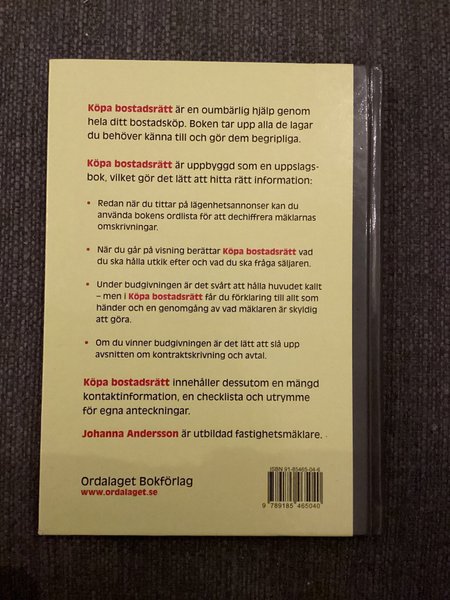 Köpa bostadsrätt är en oumbärlig hjälp genom
hela ditt bostadsköp. Boken tar upp alla de lagar
du behöver känna till och gör dem begripliga.
Köpa bostadsrätt är uppbyggd som en uppslags-
bok, vilket gör det lätt att hitta rätt information:
• Redan när du tittar på lägenhetsannonser kan du
använda bokens ordlista för att dechiffrera mäklarnas
omskrivningar.
• När du går på visning berättar Köpa bostadsrätt vad
du ska hålla utkik efter och vad du ska fråga säljaren.
• Under budgivningen är det svårt att hålla huvudet kallt
– men i Köpa bostadsrätt får du förklaring till allt som
händer och en genomgång av vad mäklaren är skyldig
att göra.
• Om du vinner budgivningen är det lätt att slå upp
avsnitten om kontraktskrivning och avtal.
Köpa bostadsrätt innehåller dessutom en mängd
kontaktinformation, en checklista och utrymme
för egna anteckningar.
Johanna Andersson är utbildad fastighetsmäklare.
Ordalaget Bokförlag
www.ordalaget.se
ISBN 91-85465-04-6
9 789185 465040